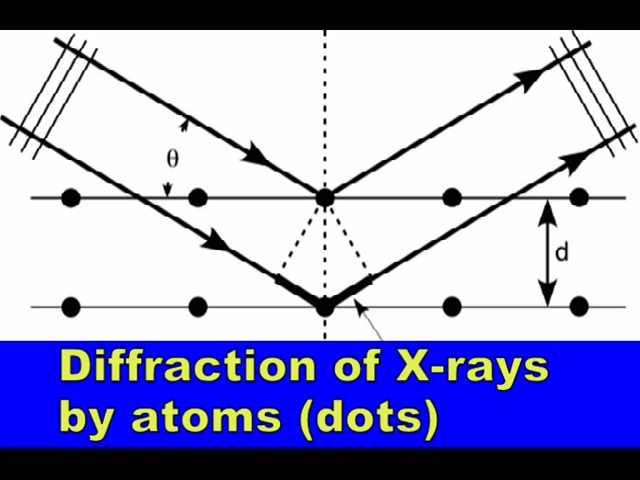 θ
d
Diffraction of X-rays
by atoms (dots)